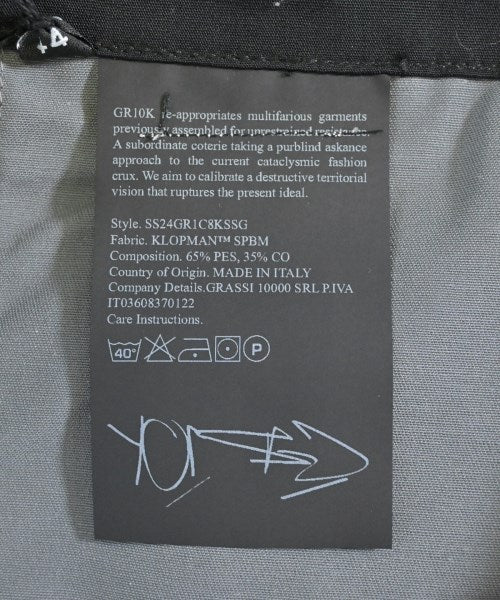 +4
GR10K re-appropriates multifarious garments
previously assembled for unrestrained resistance.
A subordinate coterie taking a purblind askance
approach to the current cataclysmic fashion
crux. We aim to calibrate a destructive territorial
vision that ruptures the present ideal.
Style. SS24GR1C8KSSG
Fabric. KLOPMAN™ SPBM
Composition. 65% PES, 35% CO
Country of Origin. MADE IN ITALY
Company Details.GRASSI 10000 SRL P.IVA
IT03608370122
Care Instructions.
40° P